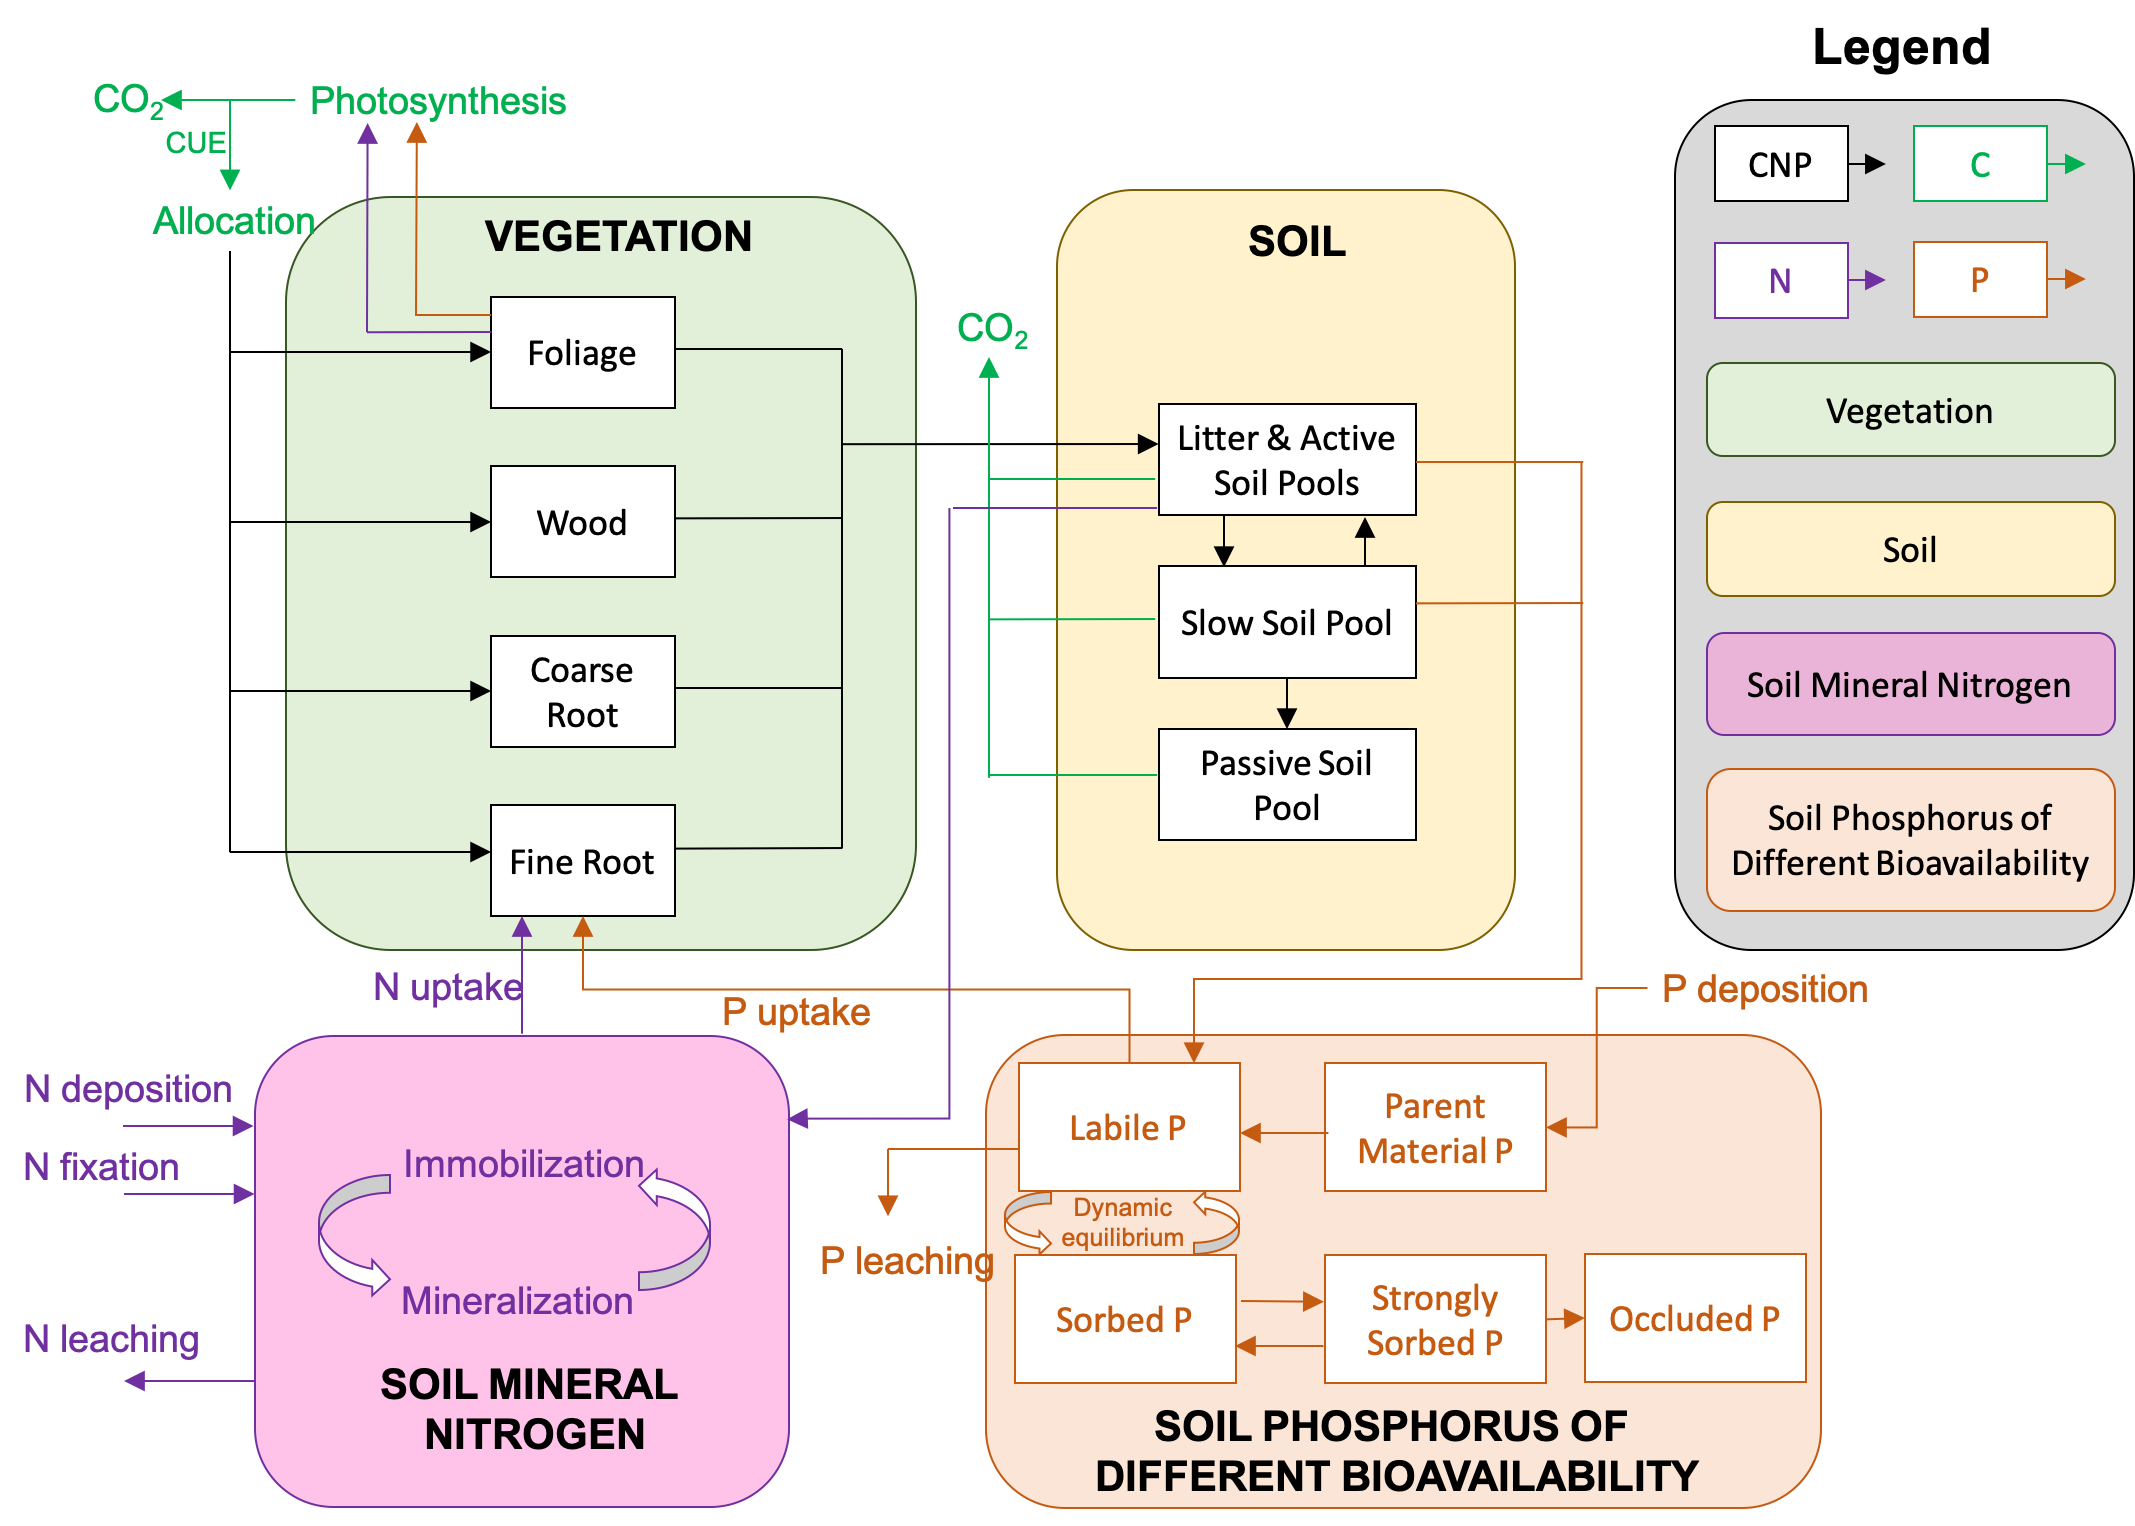 Legend
CO₂
Photosynthesis
CUE
Allocation
CNP
C
N
P
VEGETATION
Foliage
Wood
Coarse
Root
Fine Root
SOIL
CO₂
Litter & Active
Soil Pools
Slow Soil Pool
Passive Soil
Pool
Vegetation
Soil
Soil Mineral Nitrogen
Soil Phosphorus of
Different Bioavailability
N uptake
P uptake
P deposition
N deposition
N fixation
N leaching
Immobilization
Mineralization
SOIL MINERAL
NITROGEN
Labile P
Parent
Material P
Dynamic
equilibrium
P leaching
Sorbed P
Strongly
Sorbed P
Occluded P
SOIL PHOSPHORUS OF
DIFFERENT BIOAVAILABILITY